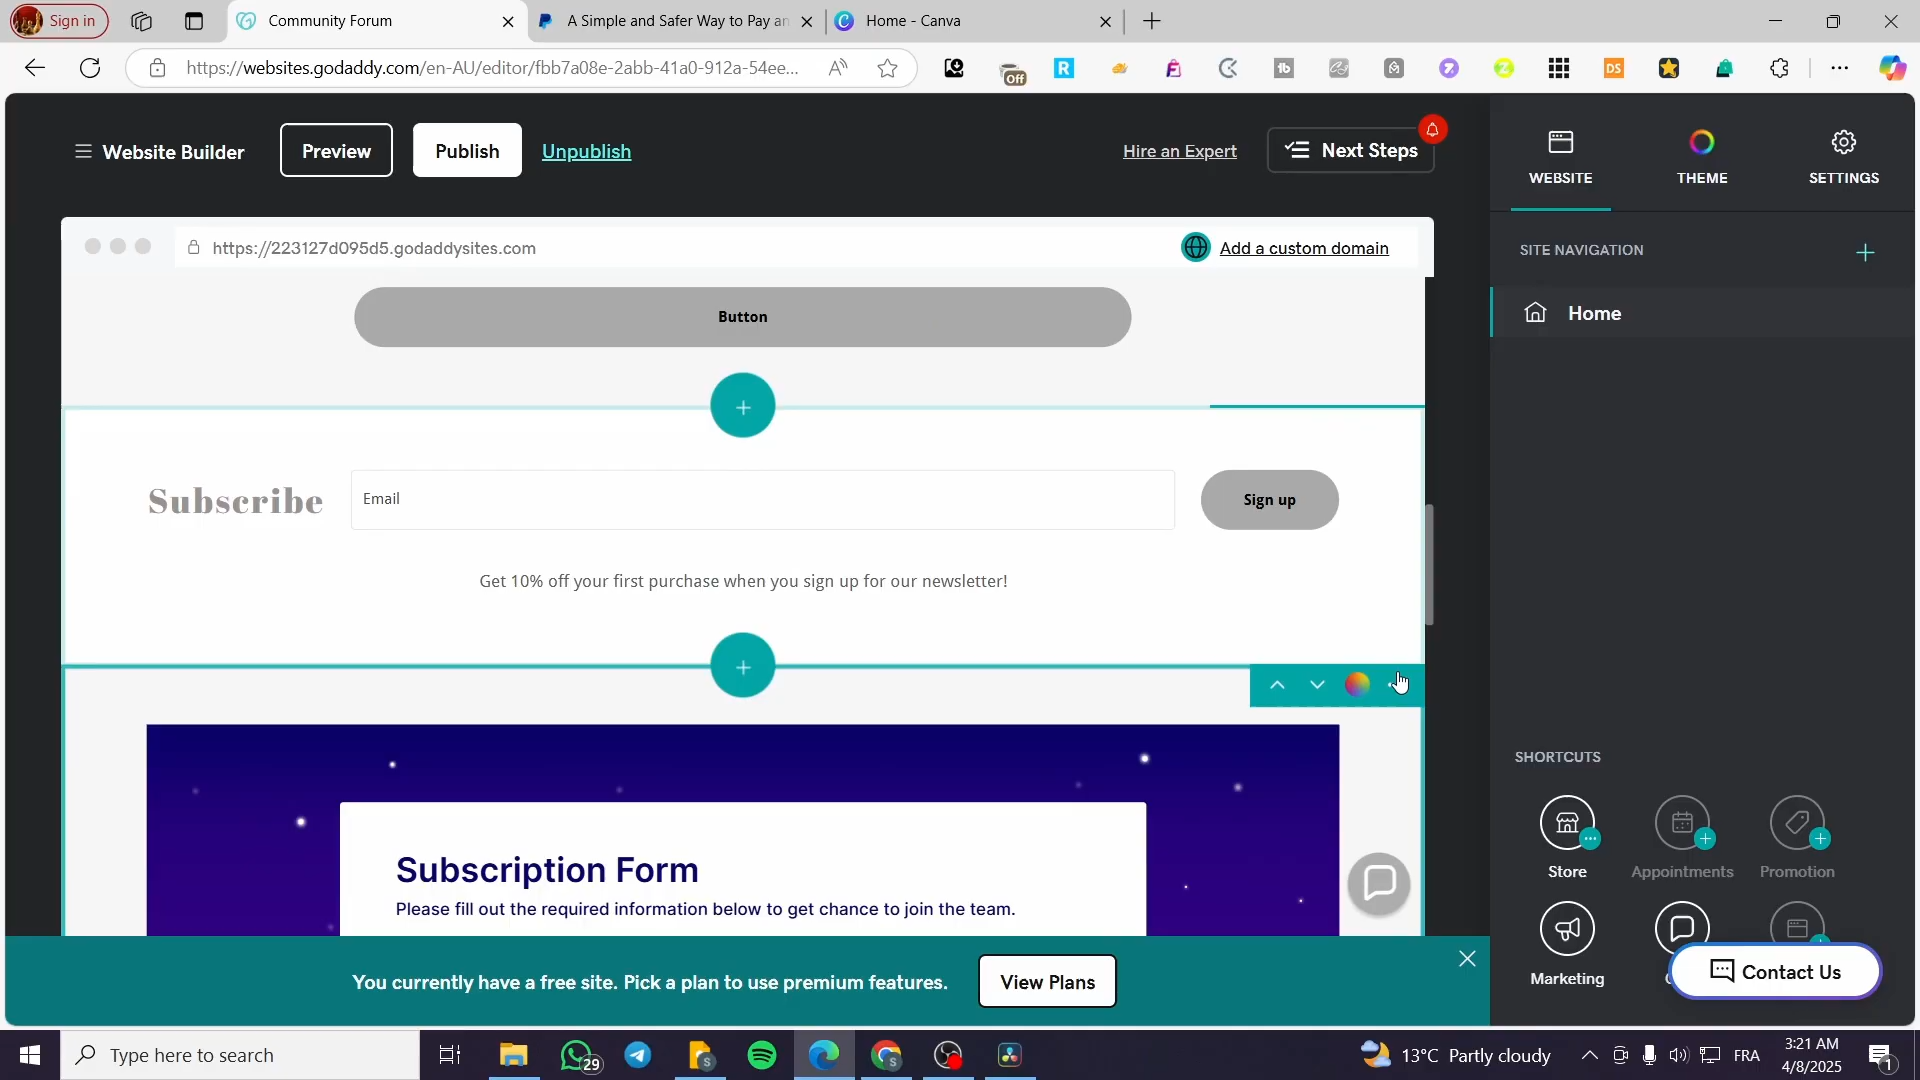 Sign in
Community Forum
A Simple and Safer Way to Pay an
Home - Canva
https://websites.godaddy.com/en-AU/editor/fbb7a08e-2abb-41a0-912a-54ee...
Off
DS
Website Builder
Preview
Publish
Unpublish
Hire an Expert
Next Steps
WEBSITE
THEME
SETTINGS
https://223127d095d5.godaddysites.com
Add a custom domain
SITE NAVIGATION
Home
Button
Subscribe
Email
Sign up
Get 10% off your first purchase when you sign up for our newsletter!
Subscription Form
Please fill out the required information below to get chance to join the team.
SHORTCUTS
Store
Appointments
Promotion
Marketing
Contact Us
You currently have a free site. Pick a plan to use premium features.
View Plans
Type here to search
29
13°C Partly cloudy
FRA
3:21 AM
4/8/2025
1